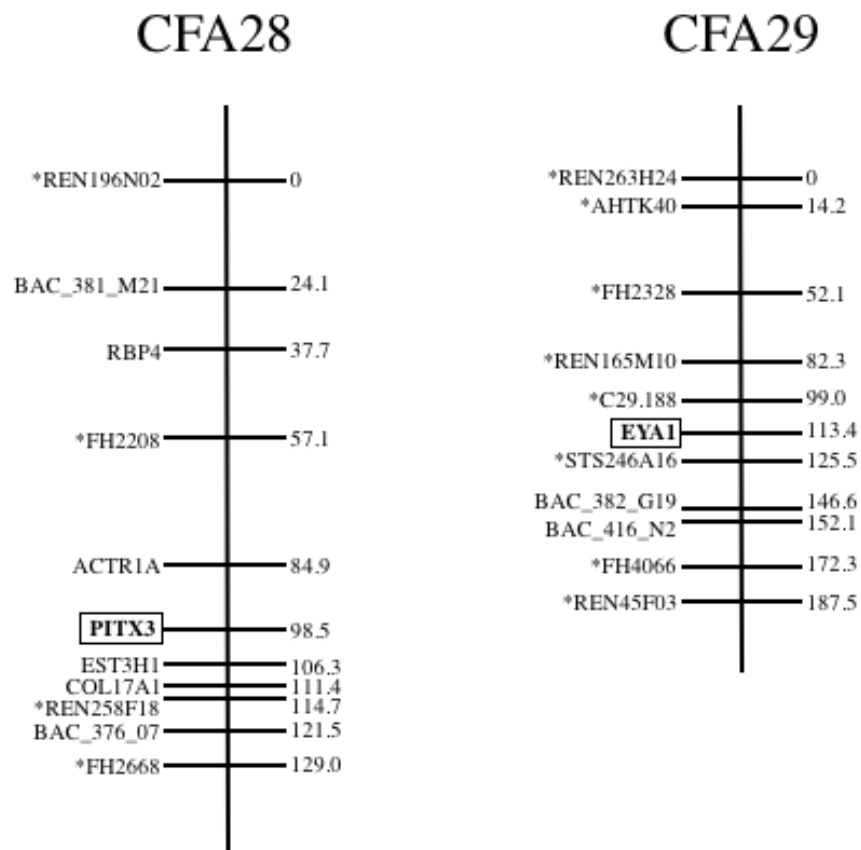 CFA28
*REN196N02 0
BAC_381_M21 24.1
RBP4 37.7
*FH2208 57.1
ACTR1A 84.9
PITX3 98.5
EST3H1 106.3
COL17A1 111.4
*REN258F18 114.7
BAC_376_07 121.5
*FH2668 129.0
CFA29
*REN263H24 0
*AHTK40 14.2
*FH2328 52.1
*REN165M10 82.3
*C29.188 99.0
EYA1 113.4
*STS246A16 125.5
BAC_382_G19 146.6
BAC_416_N2 152.1
*FH4066 172.3
*REN45F03 187.5